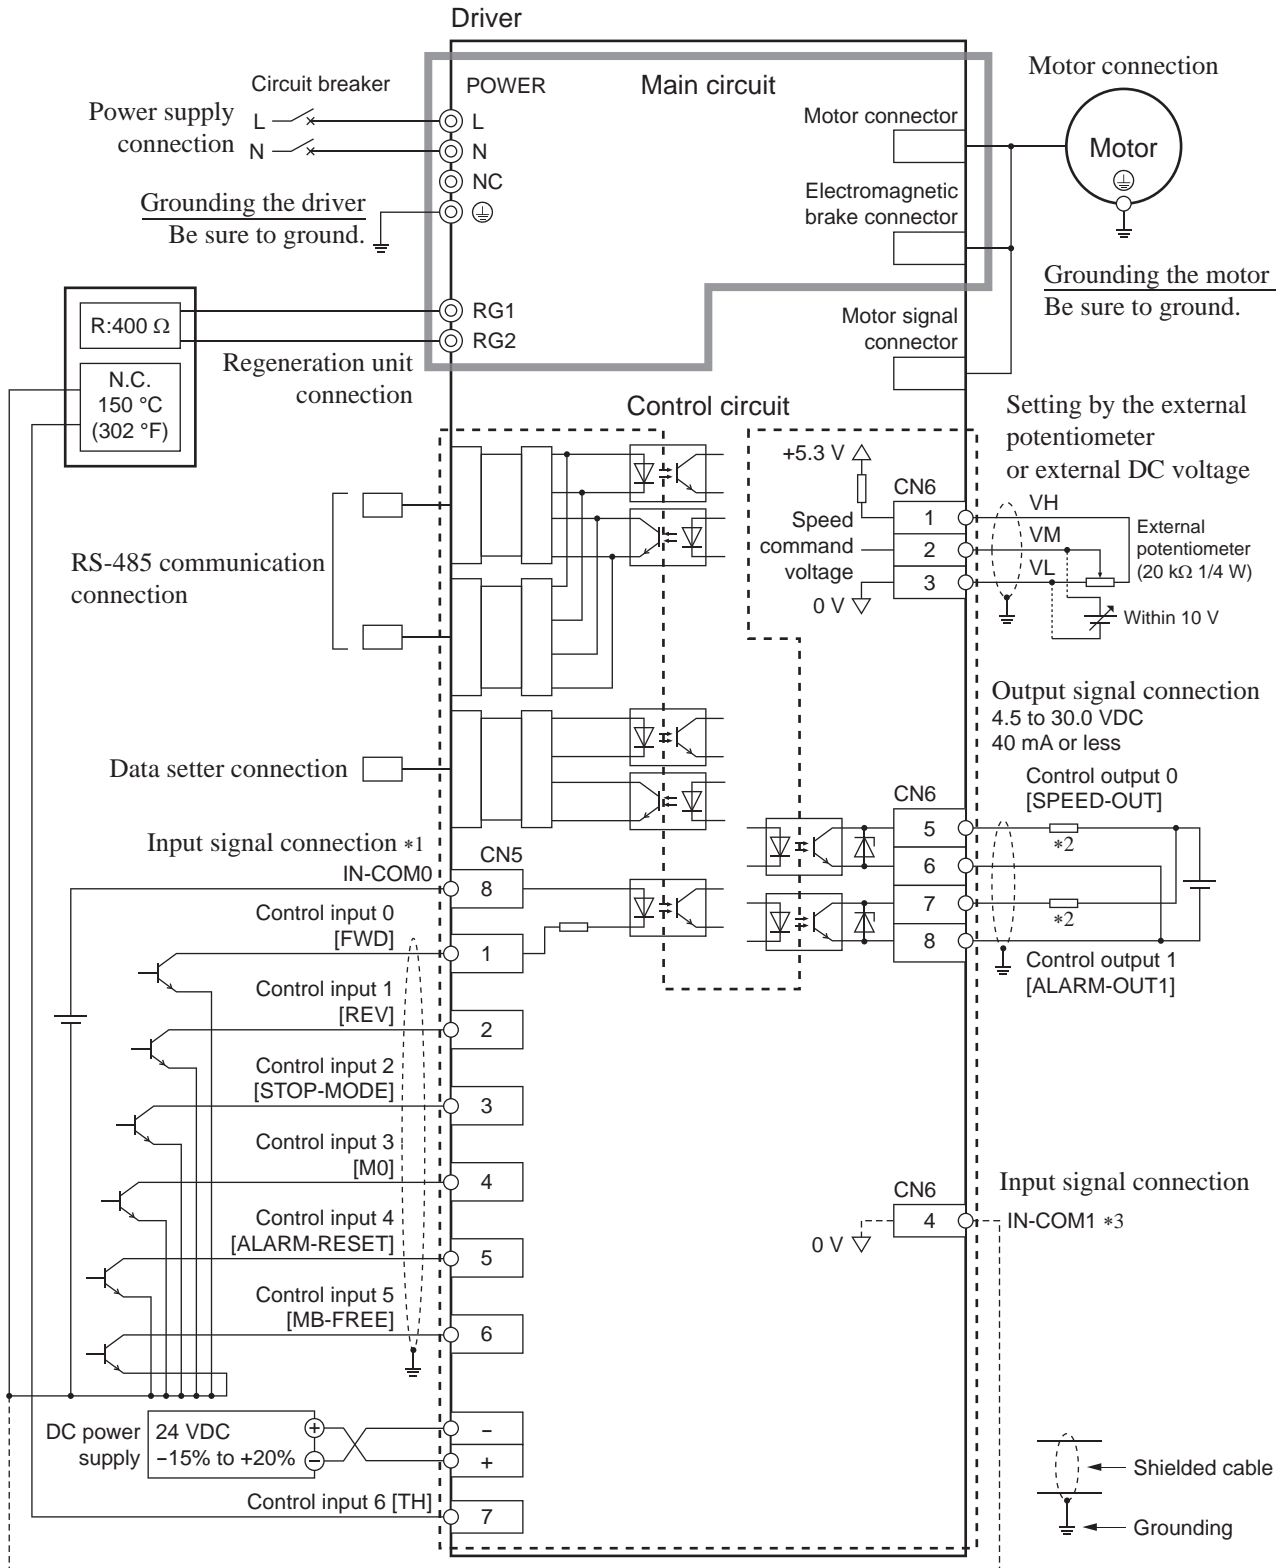 Driver
Circuit breaker
POWER
Main circuit
Motor connection
Power supply
connection
L
N
L
N
NC
Motor connector
Motor
Electromagnetic
brake connector
Grounding the driver
Be sure to ground.
Grounding the motor
Be sure to ground.
R:400 Ω
RG1
RG2
Motor signal
connector
N.C.
150 °C
(302 °F)
Regeneration unit
connection
Control circuit
Setting by the external
potentiometer
or external DC voltage
+5.3 V
CN6
1
2
3
Speed
command
voltage
0 V
VH
VM
VL
External
potentiometer
(20 kΩ 1/4 W)
Within 10 V
RS-485 communication
connection
Output signal connection
4.5 to 30.0 VDC
40 mA or less
Data setter connection
Control output 0
[SPEED-OUT]
CN6
5
6
7
8
*2
*2
Control output 1
[ALARM-OUT1]
Input signal connection *1
CN5
IN-COM0
8
Control input 0
[FWD]
1
Control input 1
[REV]
2
Control input 2
[STOP-MODE]
3
Control input 3
[M0]
4
Control input 4
[ALARM-RESET]
5
Control input 5
[MB-FREE]
6
CN6
4
0 V
Input signal connection
IN-COM1 *3
DC power
supply
24 VDC
−15% to +20%
+
−
−
+
Control input 6 [TH]
7
Shielded cable
Grounding